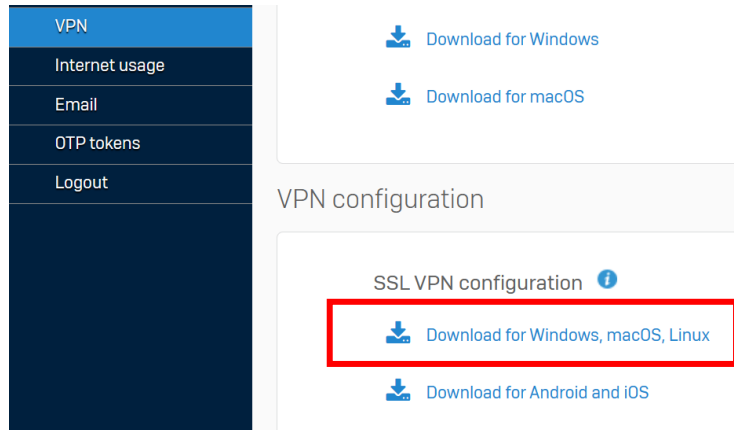 VPN
Internet usage
Email
OTP tokens
Logout
Download for Windows
Download for macOS
VPN configuration
SSL VPN configuration i
Download for Windows, macOS, Linux
Download for Android and iOS